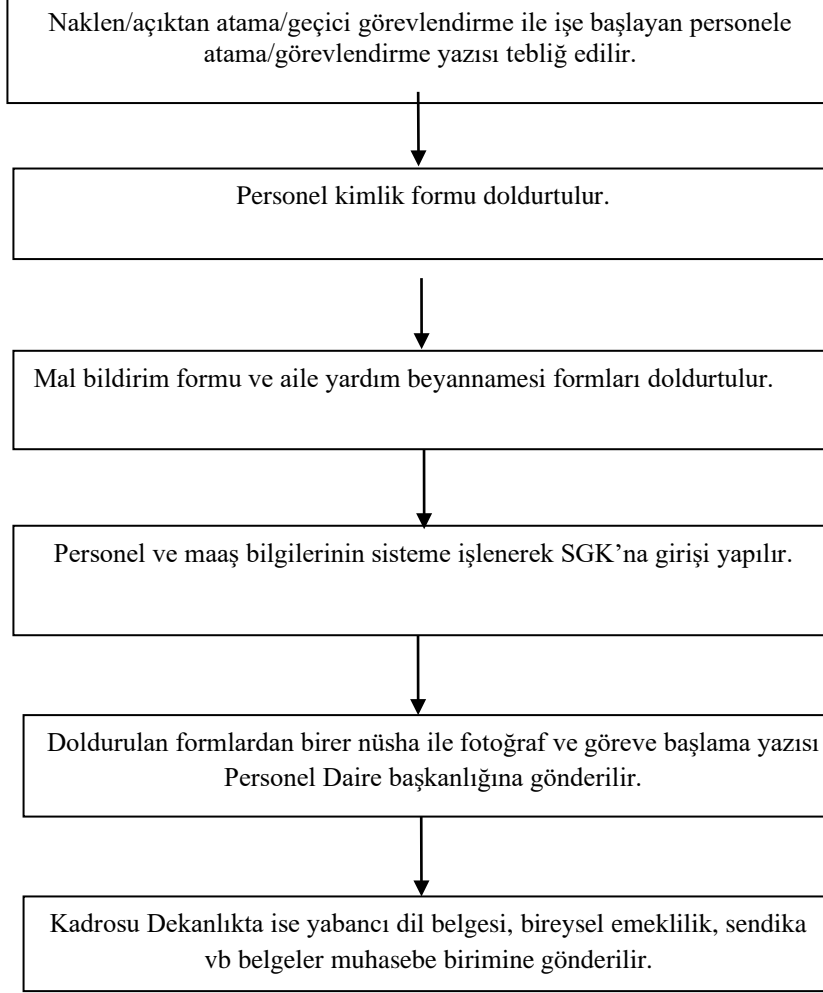 Naklen/açıktan atama/geçici görevlendirme ile işe başlayan personele
atama/görevlendirme yazısı tebliğ edilir.
Personel kimlik formu doldurtulur.
Mal bildirim formu ve aile yardım beyannamesi formları doldurtulur.
Personel ve maaş bilgilerinin sisteme işlenerek SGK’na girişi yapılır.
Doldurulan formlardan birer nüsha ile fotoğraf ve göreve başlama yazısı
Personel Daire başkanlığına gönderilir.
Kadrosu Dekanlıkta ise yabancı dil belgesi, bireysel emeklilik, sendika
vb belgeler muhasebe birimine gönderilir.